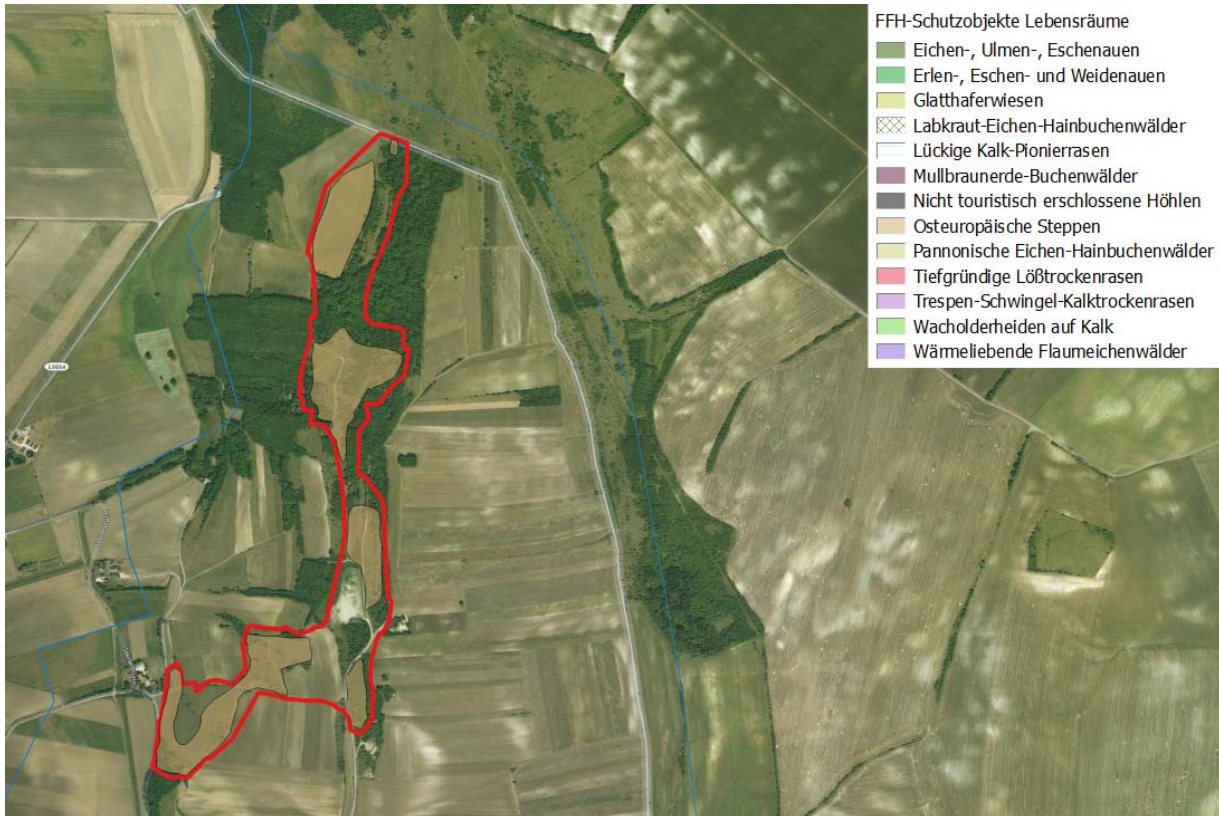 FFH-Schutzobjekte Lebensräume
Eichen-, Ulmen-, Eschenauen
Erlen-, Eschen- und Weidenauen
Glatthaferwiesen
Labkraut-Eichen-Hainbuchenwälder
Lückige Kalk-Pionierrasen
Mullbraunerde-Buchenwälder
Nicht touristisch erschlossene Höhlen
Osteuropäische Steppen
Pannonische Eichen-Hainbuchenwälder
Tiefgründige Lößtrockenrasen
Trespen-Schwingel-Kalktrockenrasen
Wacholderheiden auf Kalk
Wärmeliebende Flaumeichenwälder